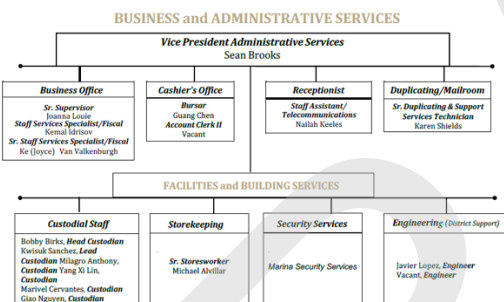 BUSINESS and ADMINISTRATIVE SERVICES
Vice President Administrative Services
Sean Brooks
Business Office
Sr. Supervisor
Joanna Louie
Staff Services Specialist/Fiscal
Kemal Idrisov
Sr. Staff Services Specialist/Fiscal
Ke (Joyce) Van Valkenburgh
Cashier's Office
Bursar
Guang Chen
Account Clerk II
Vacant
Receptionist
Staff Assistant/
Telecommunications
Nailah Keeles
Duplicating/Mailroom
Sr. Duplicating & Support
Services Technician
Karen Shields
FACILITIES and BUILDING SERVICES
Custodial Staff
Bobby Birks, Head Custodian
Kwisuk Sanchez, Lead
Custodian Milagro Anthony,
Custodian Yang Xi Lin,
Custodian
Marivel Cervantes, Custodian
Giao Nguyen, Custodian
Storekeeping
Sr. Storesworker
Michael Alvillar
Security Services
Marina Security Services
Engineering (District Support)
Javier Lopez, Engineer
Vacant, Engineer